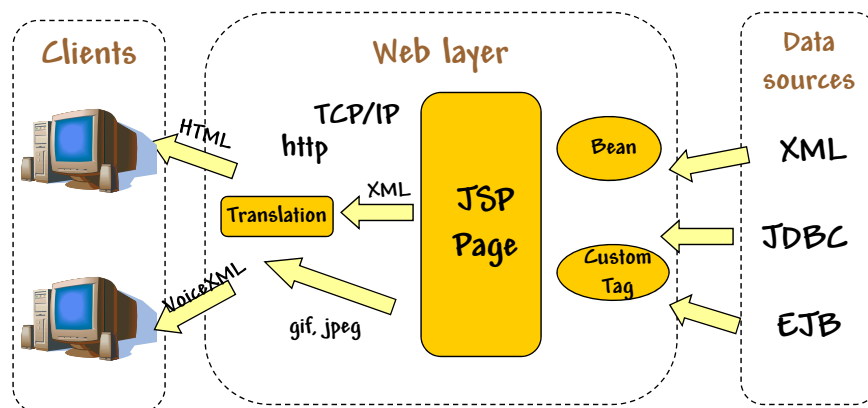 Clients
HTML
VoiceXML
Web layer
TCP/IP
http
XML
Translation
gif, jpeg
JSP
Page
Bean
Custom
Tag
Data
sources
XML
JDBC
EJB